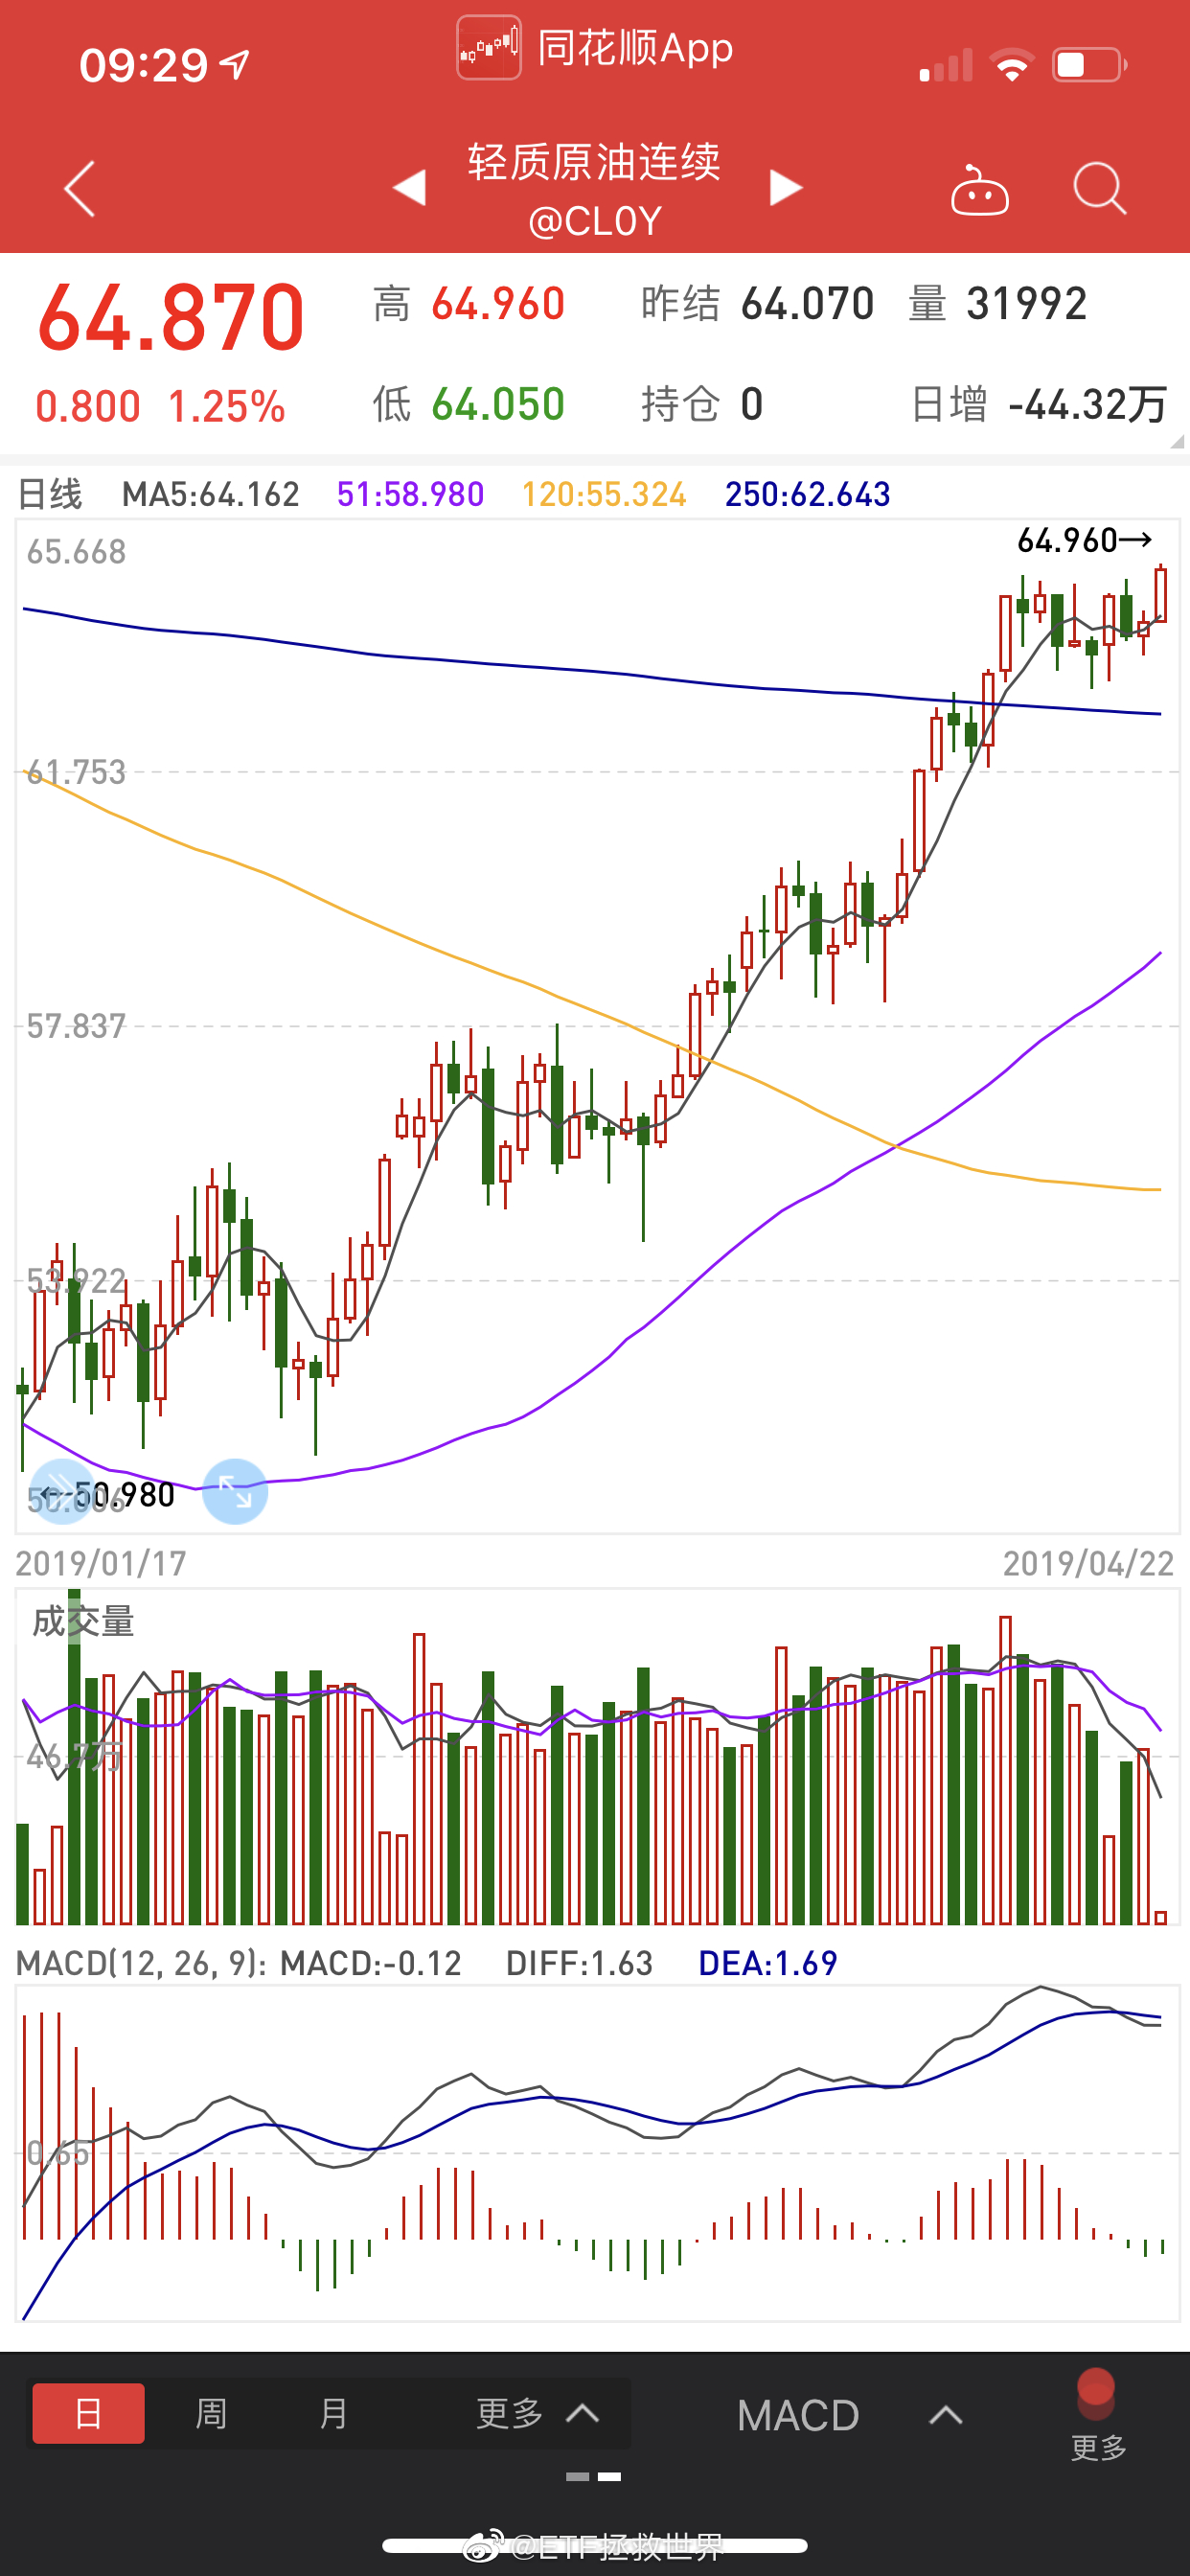 09:29 同花顺App
轻质原油连续
@CL0Y
64.870 高 64.960 昨结 64.070 量 31992
0.800 1.25% 低 64.050 持仓 0 日增 -44.32万
日线 MA5:64.162 51:58.980 120:55.324 250:62.643
64.960→
65.668
61.753
57.837
53.922
←50.980
2019/01/17 2019/04/22
成交量
46.7万
MACD(12, 26, 9): MACD:-0.12 DIFF:1.63 DEA:1.69
0.65
日 周 月 更多 MACD 更多
@ETF拯救世界